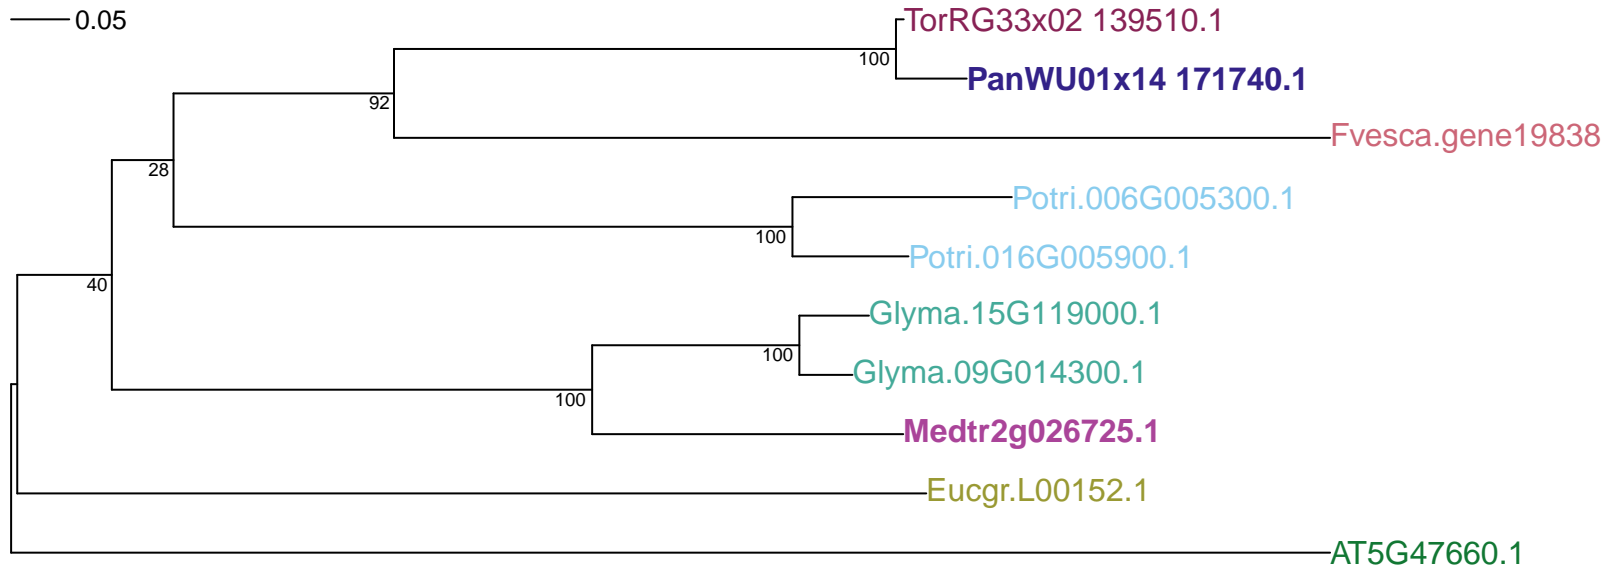 0.05
TorRG33x02 139510.1
100
PanWU01x14 171740.1
92
Fvesca.gene19838
28
Potri.006G005300.1
100
Potri.016G005900.1
40
Glyma.15G119000.1
100
Glyma.09G014300.1
100
Medtr2g026725.1
Eucgr.L00152.1
AT5G47660.1